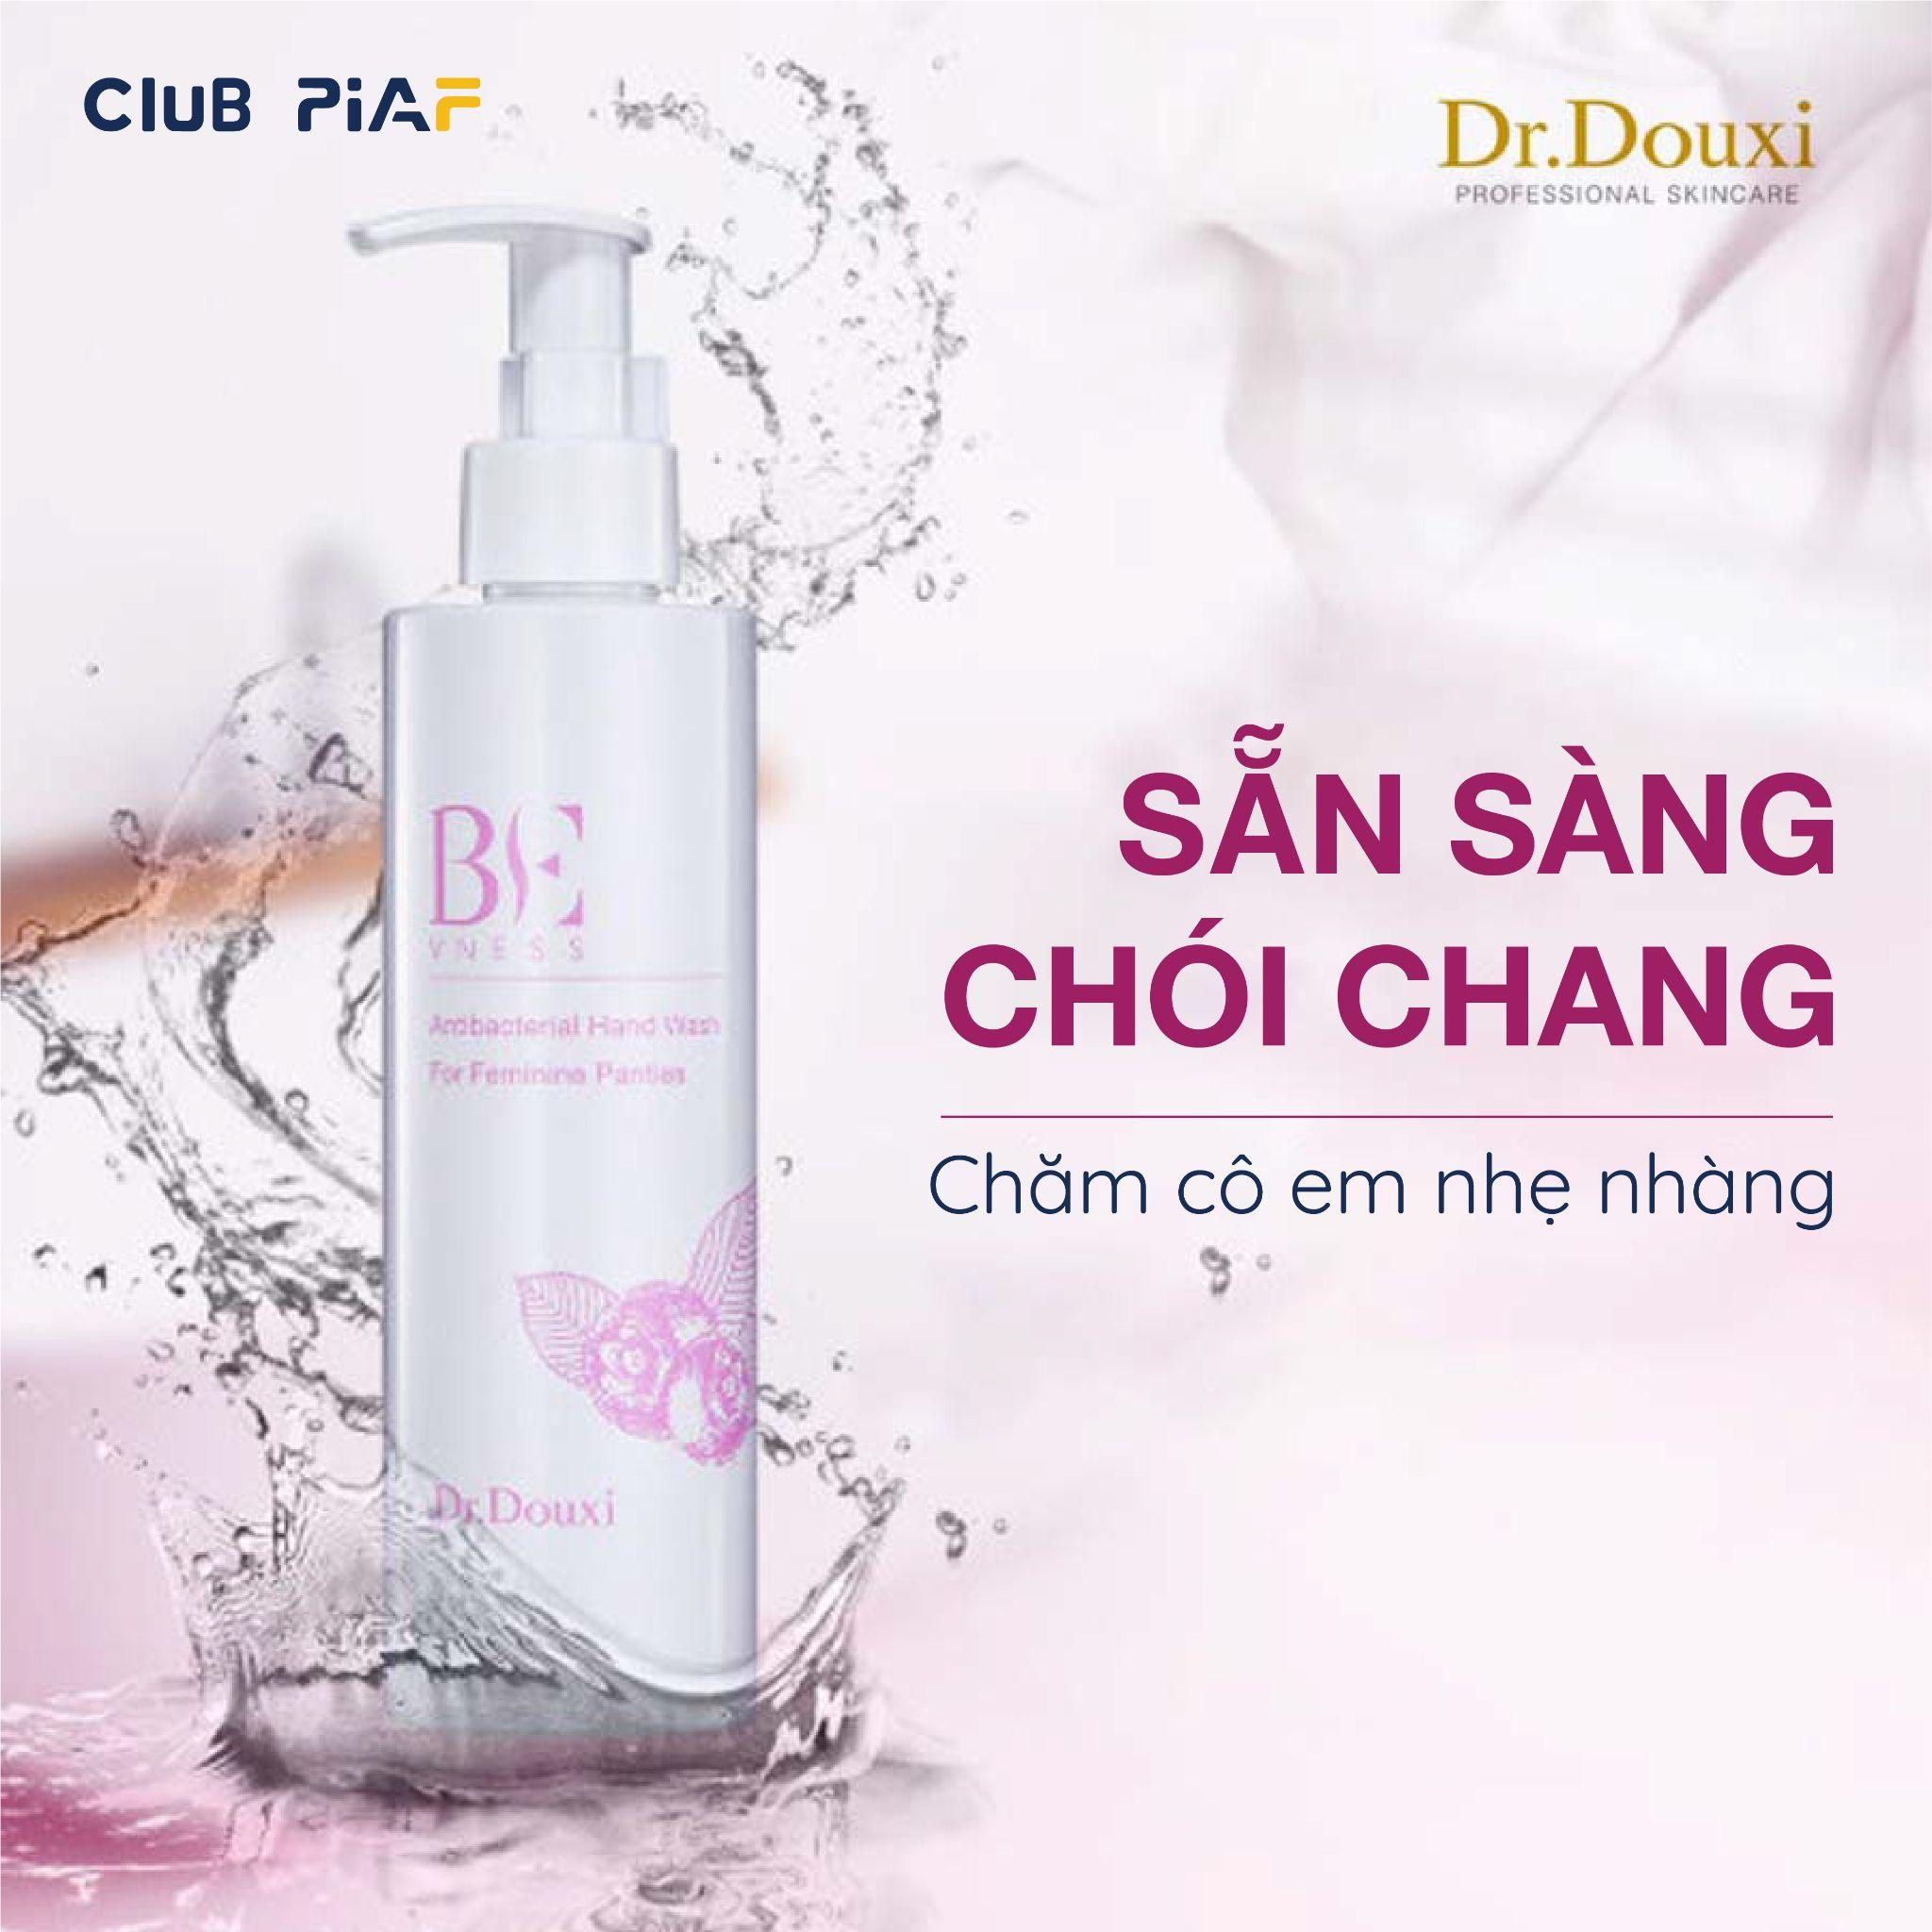 CluB PiAF
Dr.Douxi
PROFESSIONAL SKINCARE
BE
VNESS
Antibacterial Hand Wash
For Feminine Panties
Dr.Douxi
SẴN SÀNG
CHÓI CHANG
Chăm cô em nhẹ nhàng